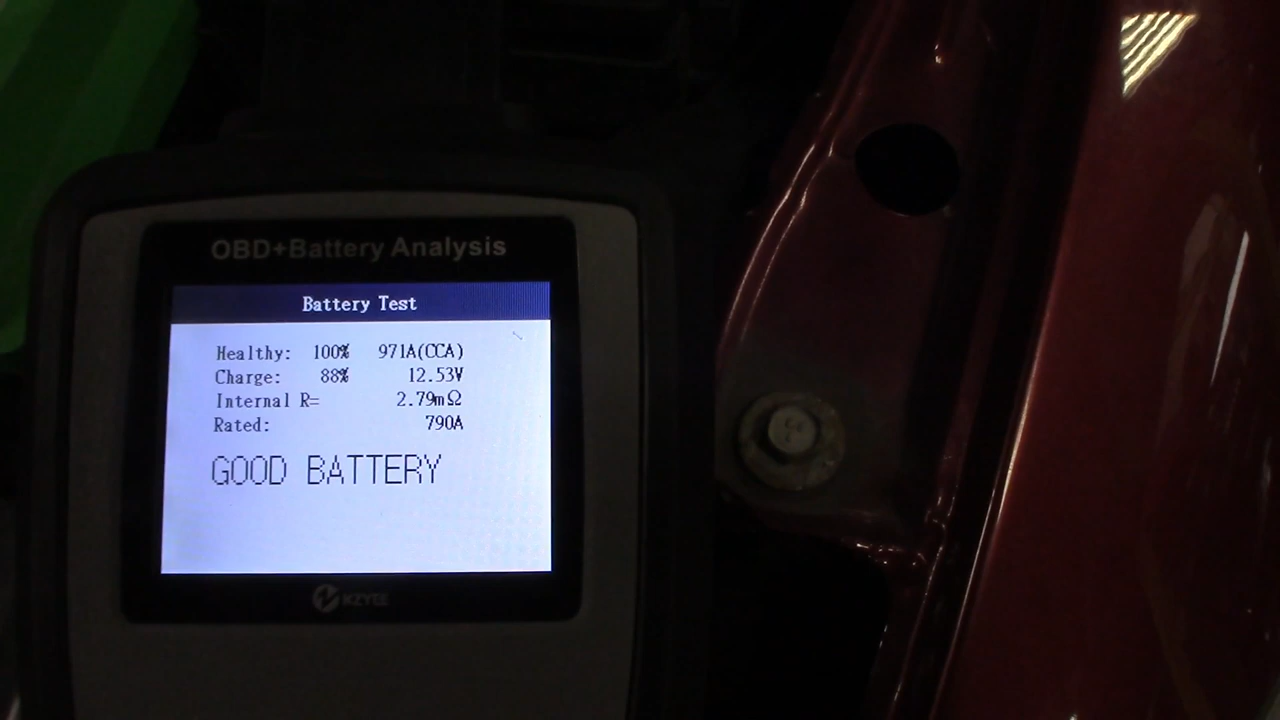 OBD+Battery Analysis
Battery Test
Healthy: 100% 971A(CCA)
Charge: 88% 12.53V
Internal R= 2.79mΩ
Rated: 790A
GOOD BATTERY
KZYEE